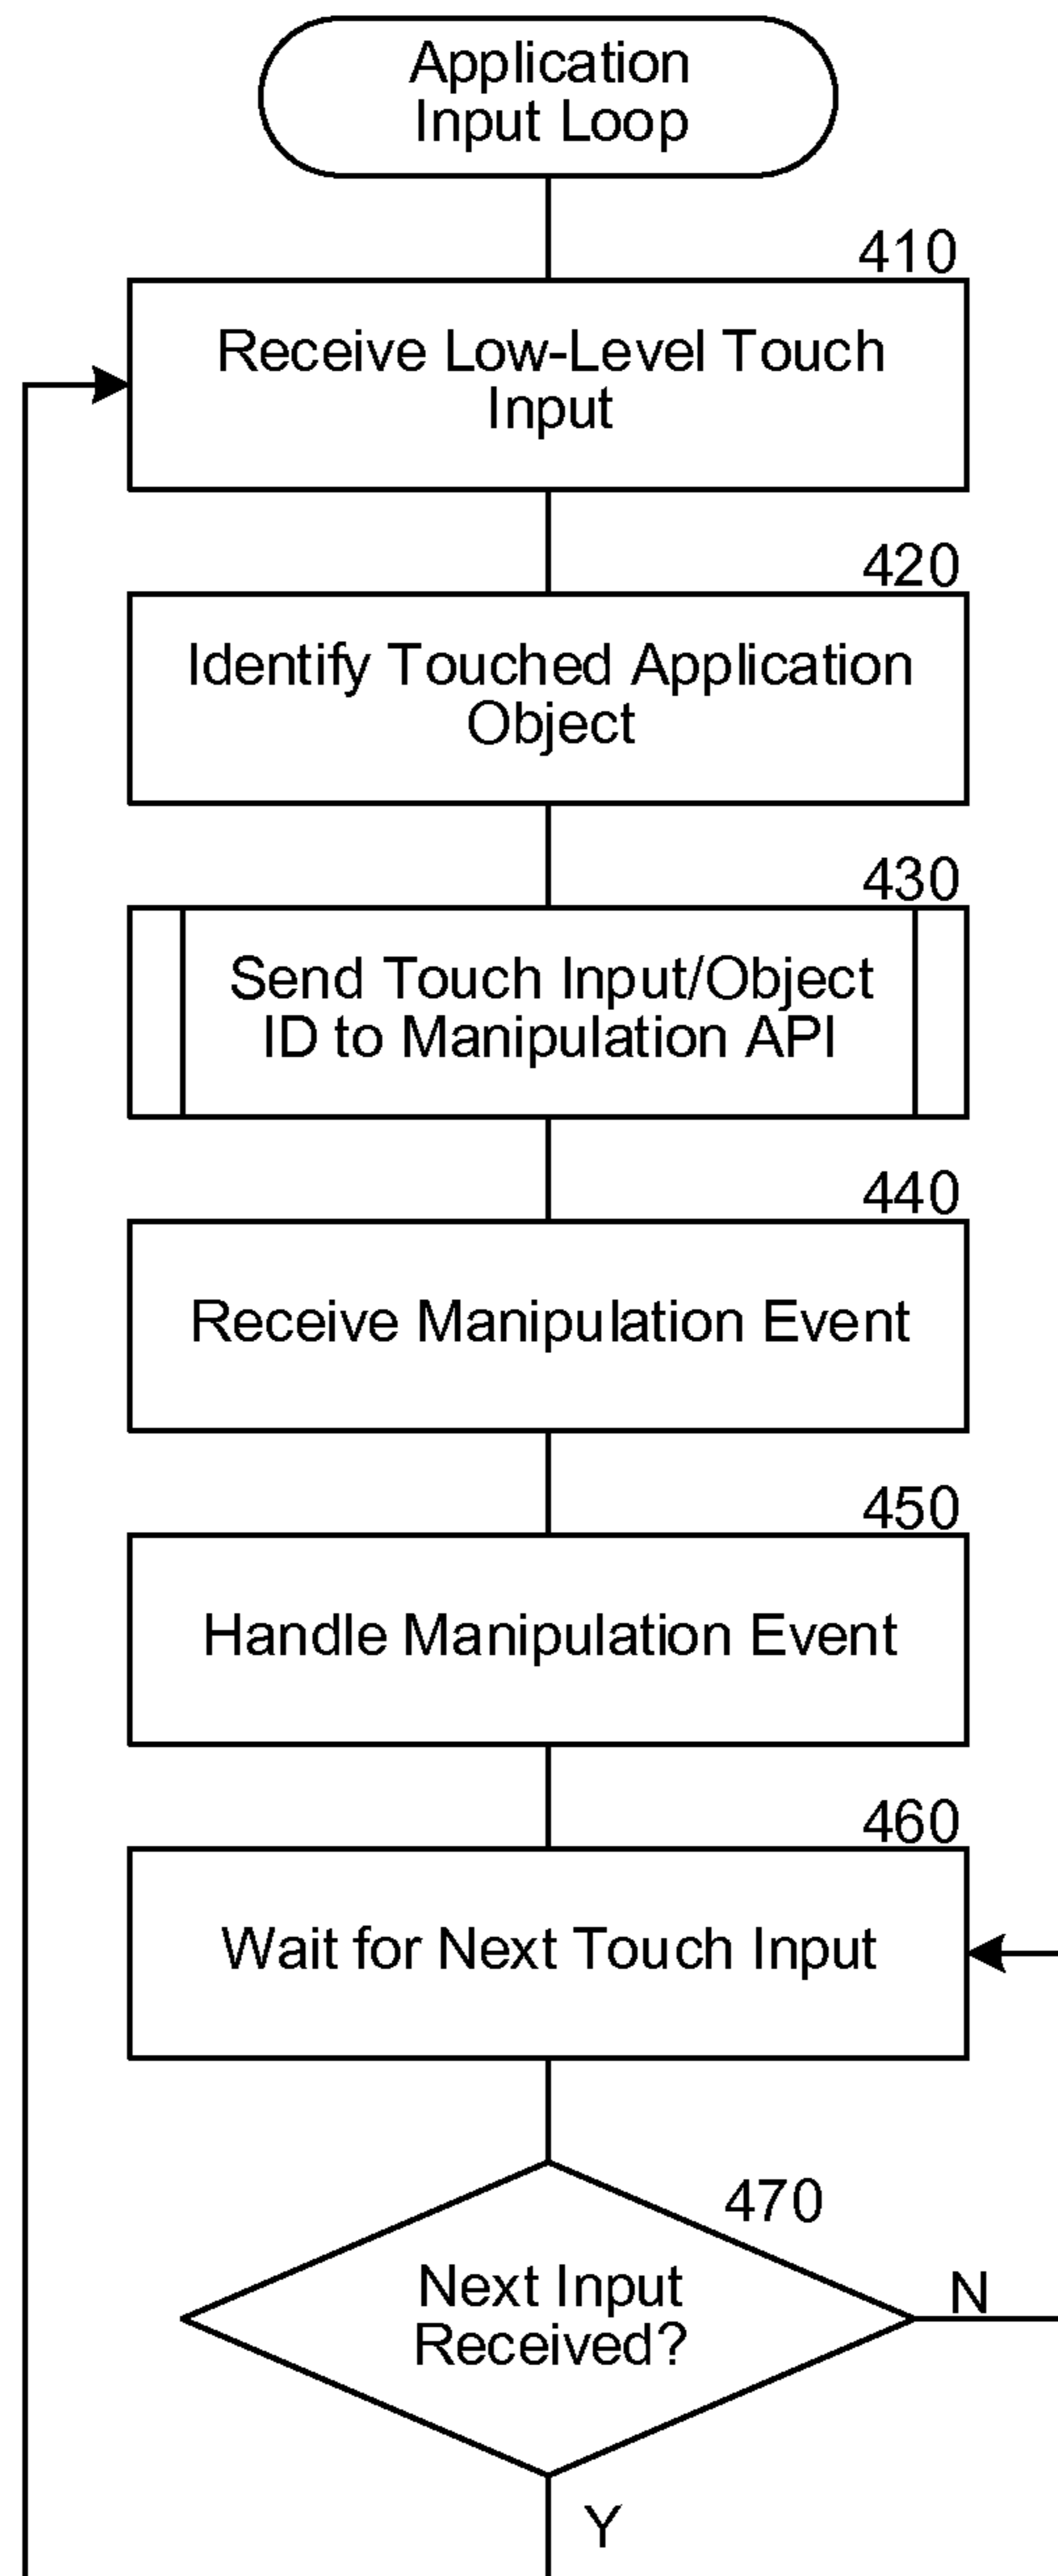 Application
Input Loop
410
Receive Low-Level Touch
Input
420
Identify Touched Application
Object
430
Send Touch Input/Object
ID to Manipulation API
440
Receive Manipulation Event
450
Handle Manipulation Event
460
Wait for Next Touch Input
470
Next Input
Received?
N
Y